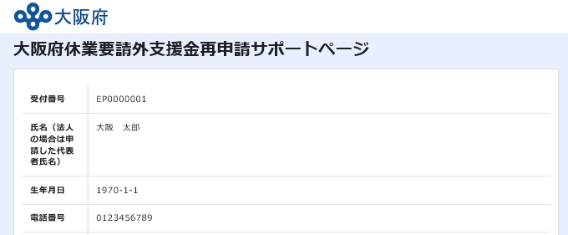 大阪府
大阪府休業要請外支援金再申請サポートページ
受付番号 EP0000001
氏名（法人 大阪　太郎
の場合は申
請した代表
者氏名）
生年月日 1970-1-1
電話番号 0123456789